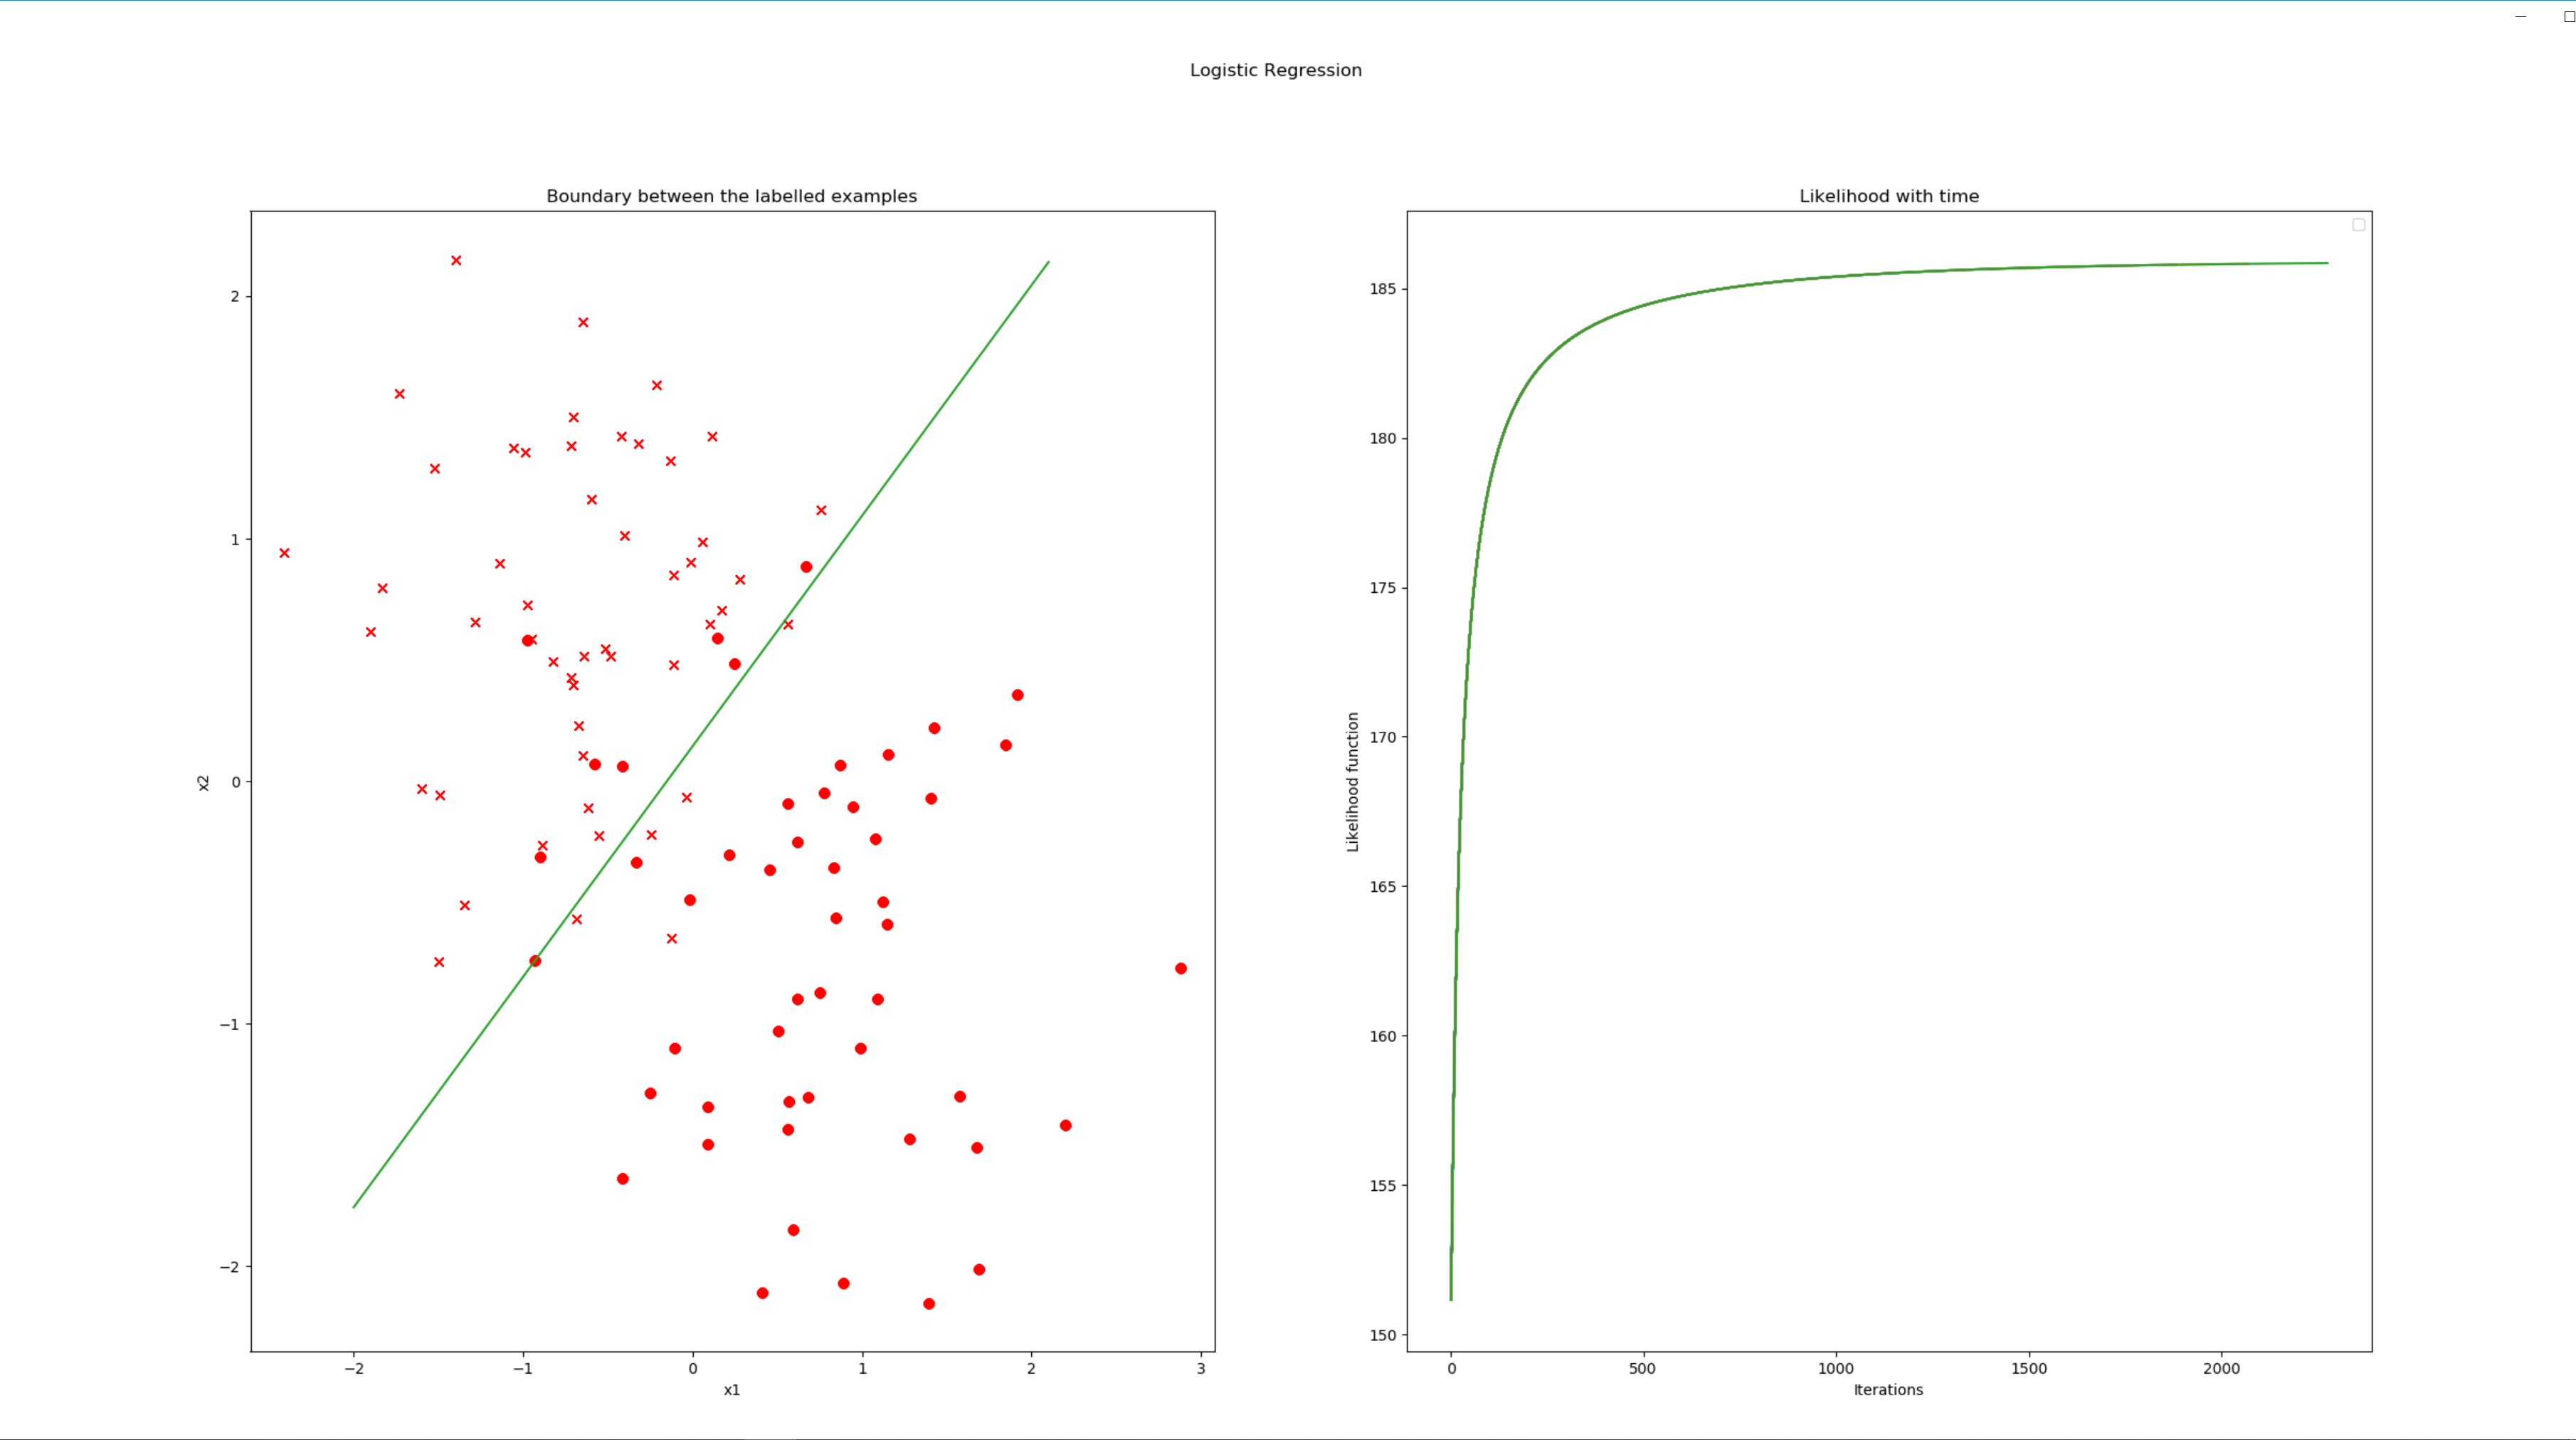 Logistic Regression
Boundary between the labelled examples
2
1
0
−1
−2
x2
−2 −1 0 1 2 3
x1
Likelihood with time
185
180
175
170
165
160
155
150
Likelihood function
0 500 1000 1500 2000
Iterations